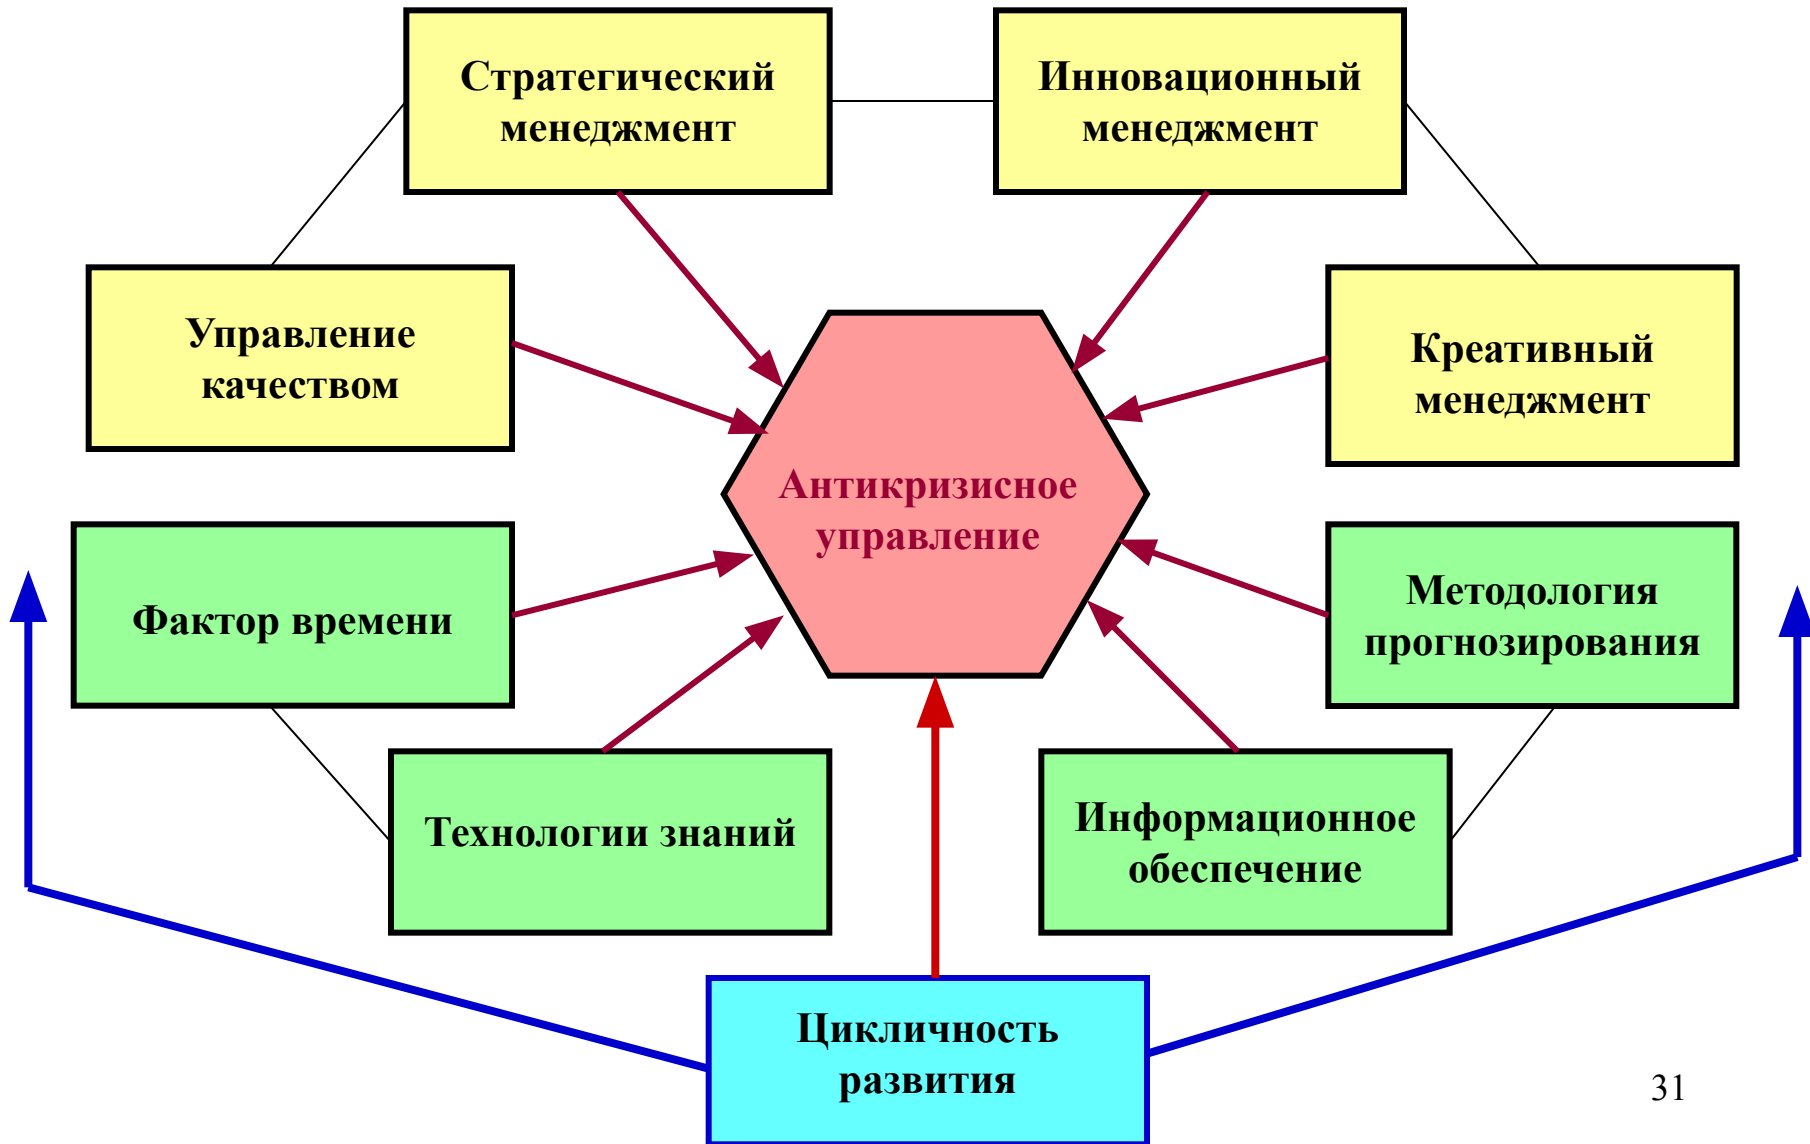 Стратегический
менеджмент
Инновационный
менеджмент
Управление
качеством
Креативный
менеджмент
Антикризисное
управление
Фактор времени
Методология
прогнозирования
Технологии знаний
Информационное
обеспечение
Цикличность
развития
31